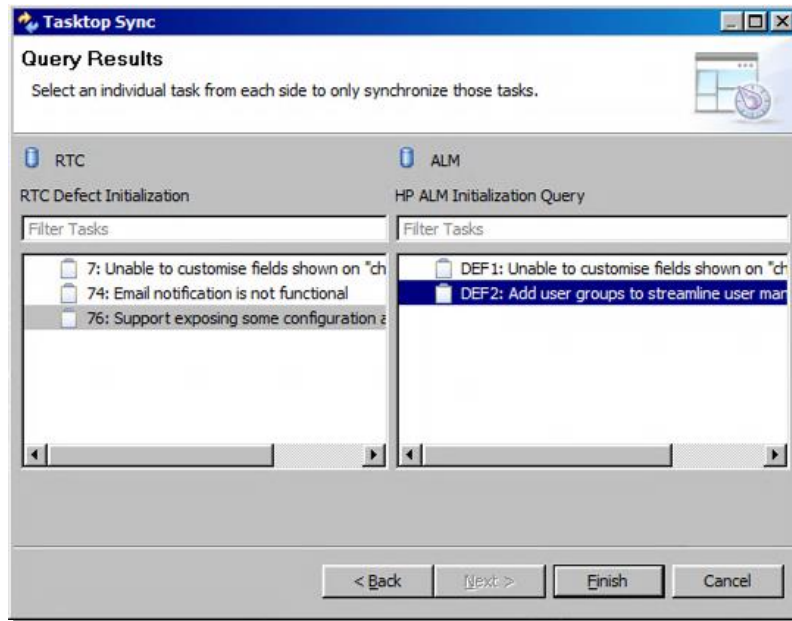 Tasktop Sync
Query Results
Select an individual task from each side to only synchronize those tasks.
RTC
ALM
RTC Defect Initialization
HP ALM Initialization Query
Filter Tasks
Filter Tasks
7: Unable to customise fields shown on "ch
74: Email notification is not functional
76: Support exposing some configuration a
DEF1: Unable to customise fields shown on "ch
DEF2: Add user groups to streamline user man
< Back
Next >
Finish
Cancel